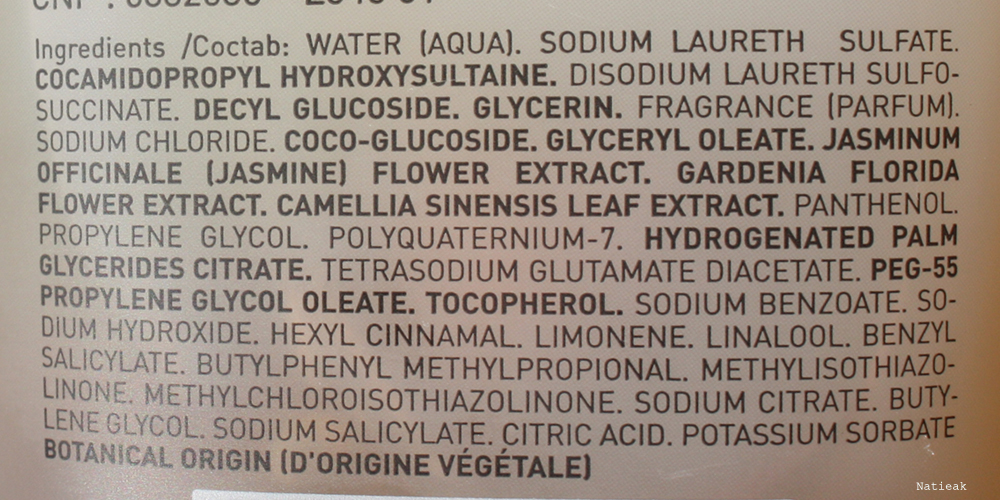 Ingredients /Coctab: WATER (AQUA). SODIUM LAURETH SULFATE.
COCAMIDOPROPYL HYDROXYSULTAINE. DISODIUM LAURETH SULFO-
SUCCINATE. DECYL GLUCOSIDE. GLYCERIN. FRAGRANCE (PARFUM).
SODIUM CHLORIDE. COCO-GLUCOSIDE. GLYCERYL OLEATE. JASMINUM
OFFICINALE (JASMINE) FLOWER EXTRACT. GARDENIA FLORIDA
FLOWER EXTRACT. CAMELLIA SINENSIS LEAF EXTRACT. PANTHENOL.
PROPYLENE GLYCOL. POLYQUATERNIUM-7. HYDROGENATED PALM
GLYCERIDES CITRATE. TETRASODIUM GLUTAMATE DIACETATE. PEG-55
PROPYLENE GLYCOL OLEATE. TOCOPHEROL. SODIUM BENZOATE. SO-
DIUM HYDROXIDE. HEXYL CINNAMAL. LIMONENE. LINALOOL. BENZYL
SALICYLATE. BUTYLPHENYL METHYLPROPIONAL. METHYLISOTHIAZO-
LINONE. METHYLCHLOROISOTHIAZOLINONE. SODIUM CITRATE. BUTY-
LENE GLYCOL. SODIUM SALICYLATE. CITRIC ACID. POTASSIUM SORBATE
BOTANICAL ORIGIN (D'ORIGINE VÉGÉTALE)
Natieak